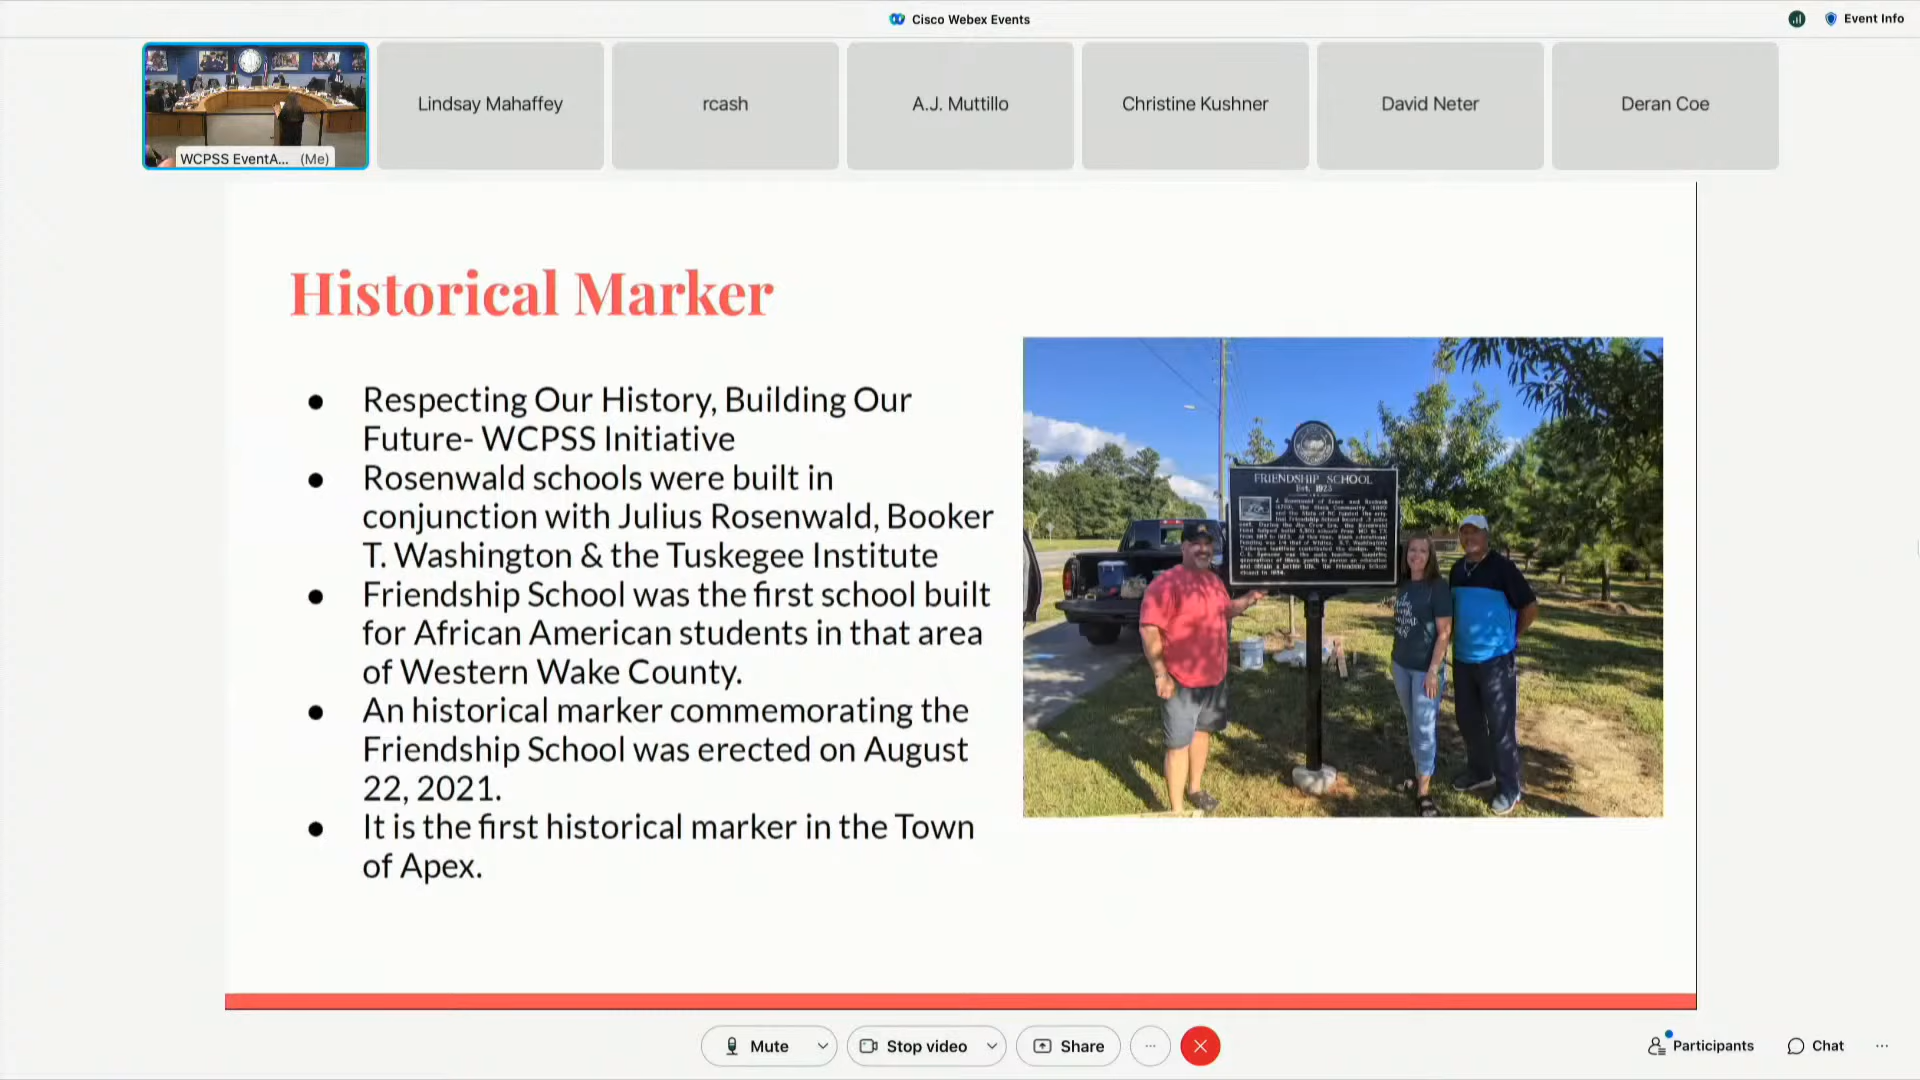 Cisco Webex Events
Event Info
WCPSS EventA... (Me)
Lindsay Mahaffey
rcash
A.J. Muttillo
Christine Kushner
David Neter
Deran Coe
Historical Marker
● Respecting Our History, Building Our
Future- WCPSS Initiative
● Rosenwald schools were built in
conjunction with Julius Rosenwald, Booker
T. Washington & the Tuskegee Institute
● Friendship School was the first school built
for African American students in that area
of Western Wake County.
● An historical marker commemorating the
Friendship School was erected on August
22, 2021.
● It is the first historical marker in the Town
of Apex.
FRIENDSHIP SCHOOL
Est. 1923
Mute
Stop video
Share
Participants
Chat